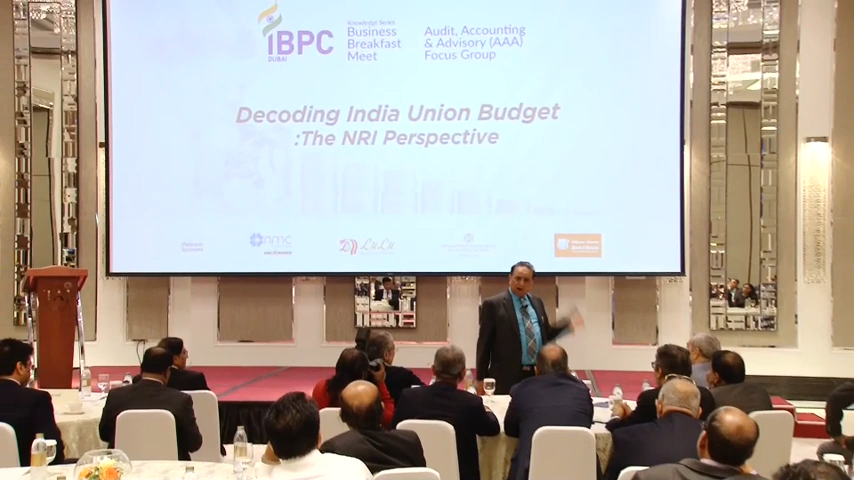 IBPC
DUBAI
Knowledge Series
Business
Breakfast
Meet
Audit, Accounting
& Advisory (AAA)
Focus Group
Decoding India Union Budget
:The NRI Perspective
nmc
LuLu